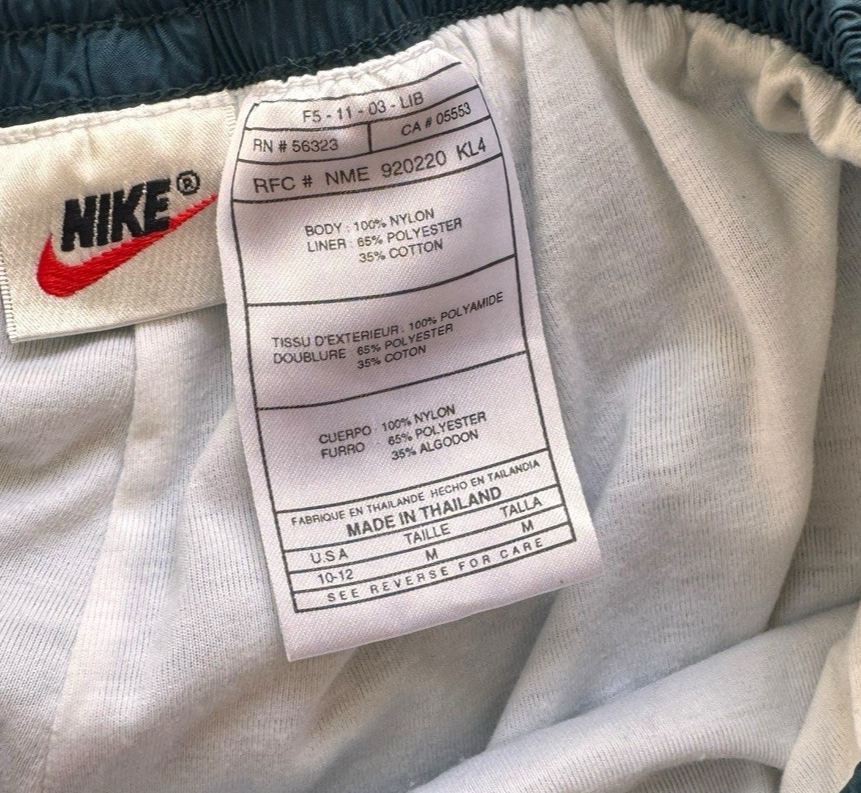 NIKE®
F5 - 11 - 03 - LIB
RN # 56323 CA # 05553
RFC # NME 920220 KL4
BODY : 100% NYLON
LINER : 65% POLYESTER
35% COTTON
TISSU D'EXTERIEUR : 100% POLYAMIDE
DOUBLURE 65% POLYESTER
35% COTON
CUERPO 100% NYLON
FURRO 65% POLYESTER
35% ALGODON
FABRIQUE EN THAILANDE HECHO EN TAILANDIA
MADE IN THAILAND
U.S.A TAILLE TALLA
10-12 M M
SEE REVERSE FOR CARE